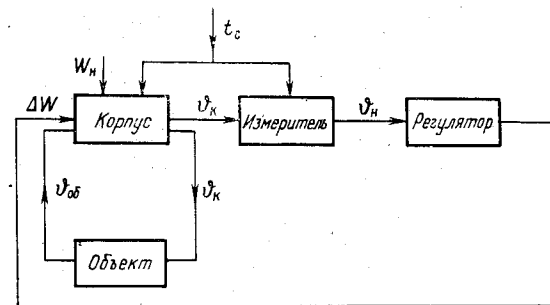 t_c
W_н
ΔW
Корпус
ϑ_к
Измеритель
ϑ_н
Регулятор
ϑ_об
ϑ_к
Объект